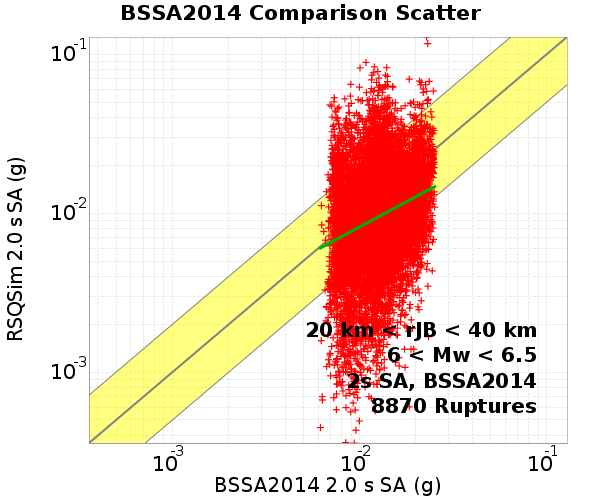 BSSA2014 Comparison Scatter
RSQSim 2.0 s SA (g)
10-1
10-2
10-3
20 km < rJB < 40 km
6 < Mw < 6.5
2s SA, BSSA2014
8870 Ruptures
10-3
10-2
10-1
BSSA2014 2.0 s SA (g)